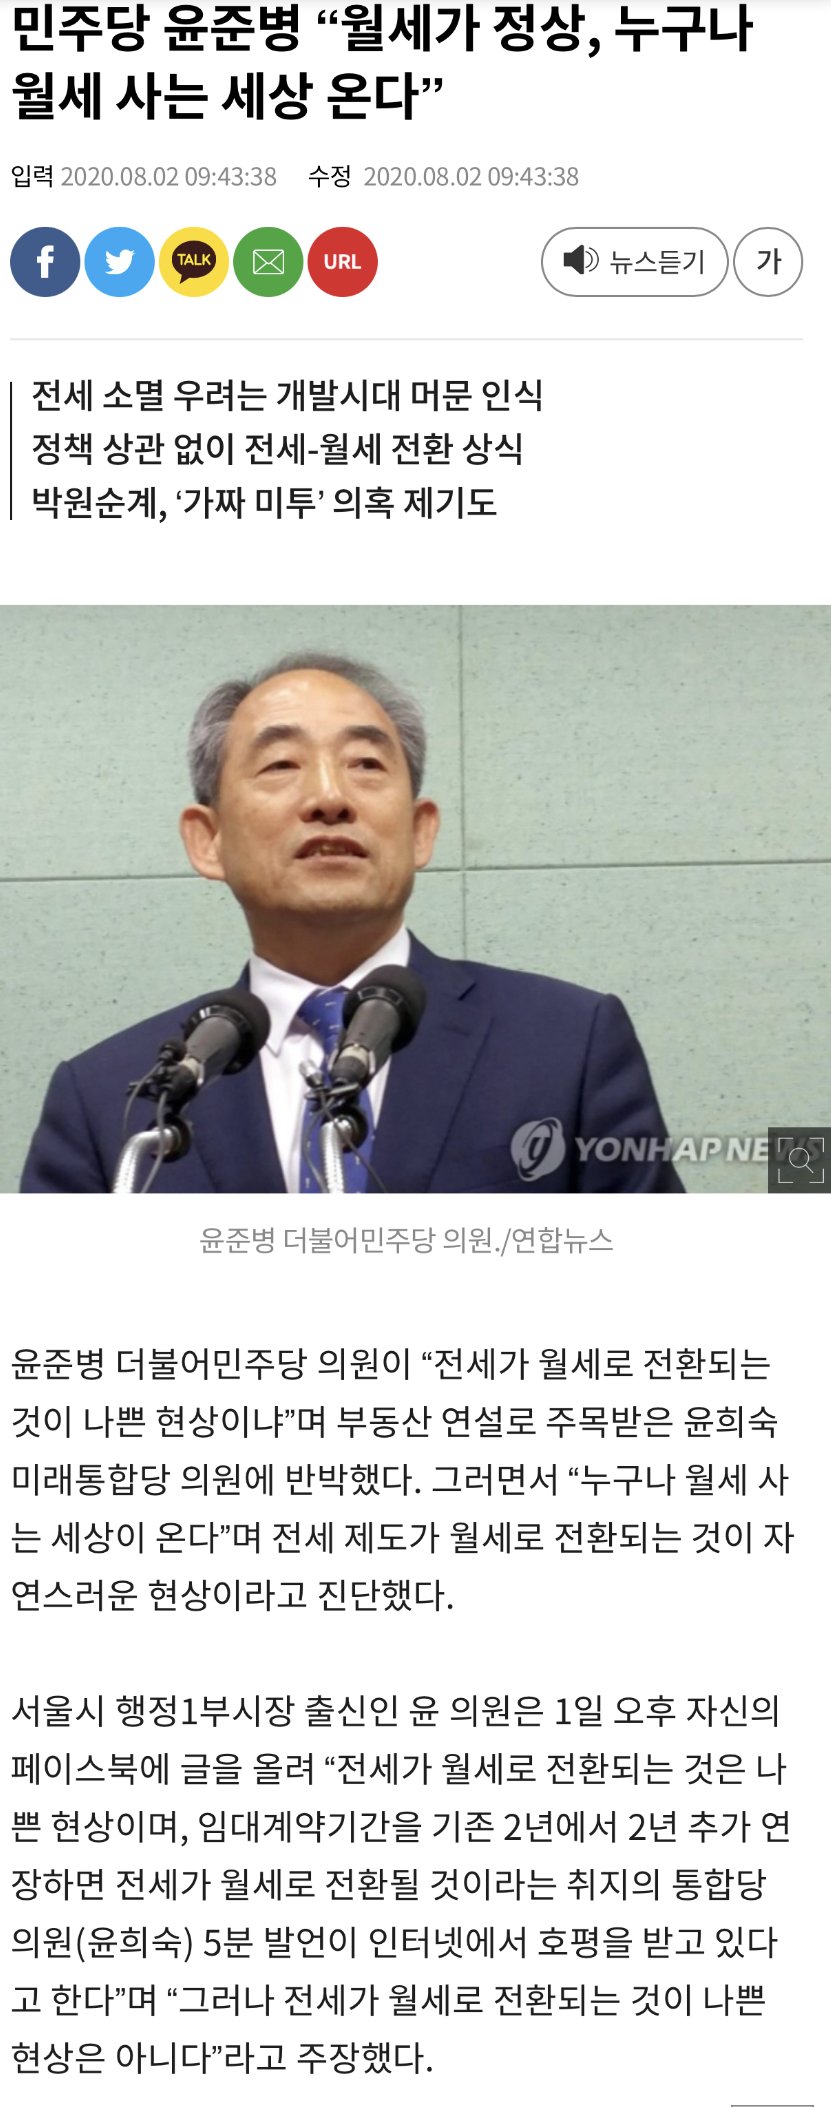 민주당 윤준병 “월세가 정상, 누구나
월세 사는 세상 온다”
입력 2020.08.02 09:43:38 수정 2020.08.02 09:43:38
f TALK URL 뉴스듣기 가
전세 소멸 우려는 개발시대 머문 인식
정책 상관 없이 전세-월세 전환 상식
박원순계, ‘가짜 미투’ 의혹 제기도
YONHAP NEWS
윤준병 더불어민주당 의원./연합뉴스
윤준병 더불어민주당 의원이 “전세가 월세로 전환되는
것이 나쁜 현상이냐”며 부동산 연설로 주목받은 윤희숙
미래통합당 의원에 반박했다. 그러면서 “누구나 월세 사
는 세상이 온다”며 전세 제도가 월세로 전환되는 것이 자
연스러운 현상이라고 진단했다.
서울시 행정1부시장 출신인 윤 의원은 1일 오후 자신의
페이스북에 글을 올려 “전세가 월세로 전환되는 것은 나
쁜 현상이며, 임대계약기간을 기존 2년에서 2년 추가 연
장하면 전세가 월세로 전환될 것이라는 취지의 통합당
의원(윤희숙) 5분 발언이 인터넷에서 호평을 받고 있다
고 한다”며 “그러나 전세가 월세로 전환되는 것이 나쁜
현상은 아니다”라고 주장했다.